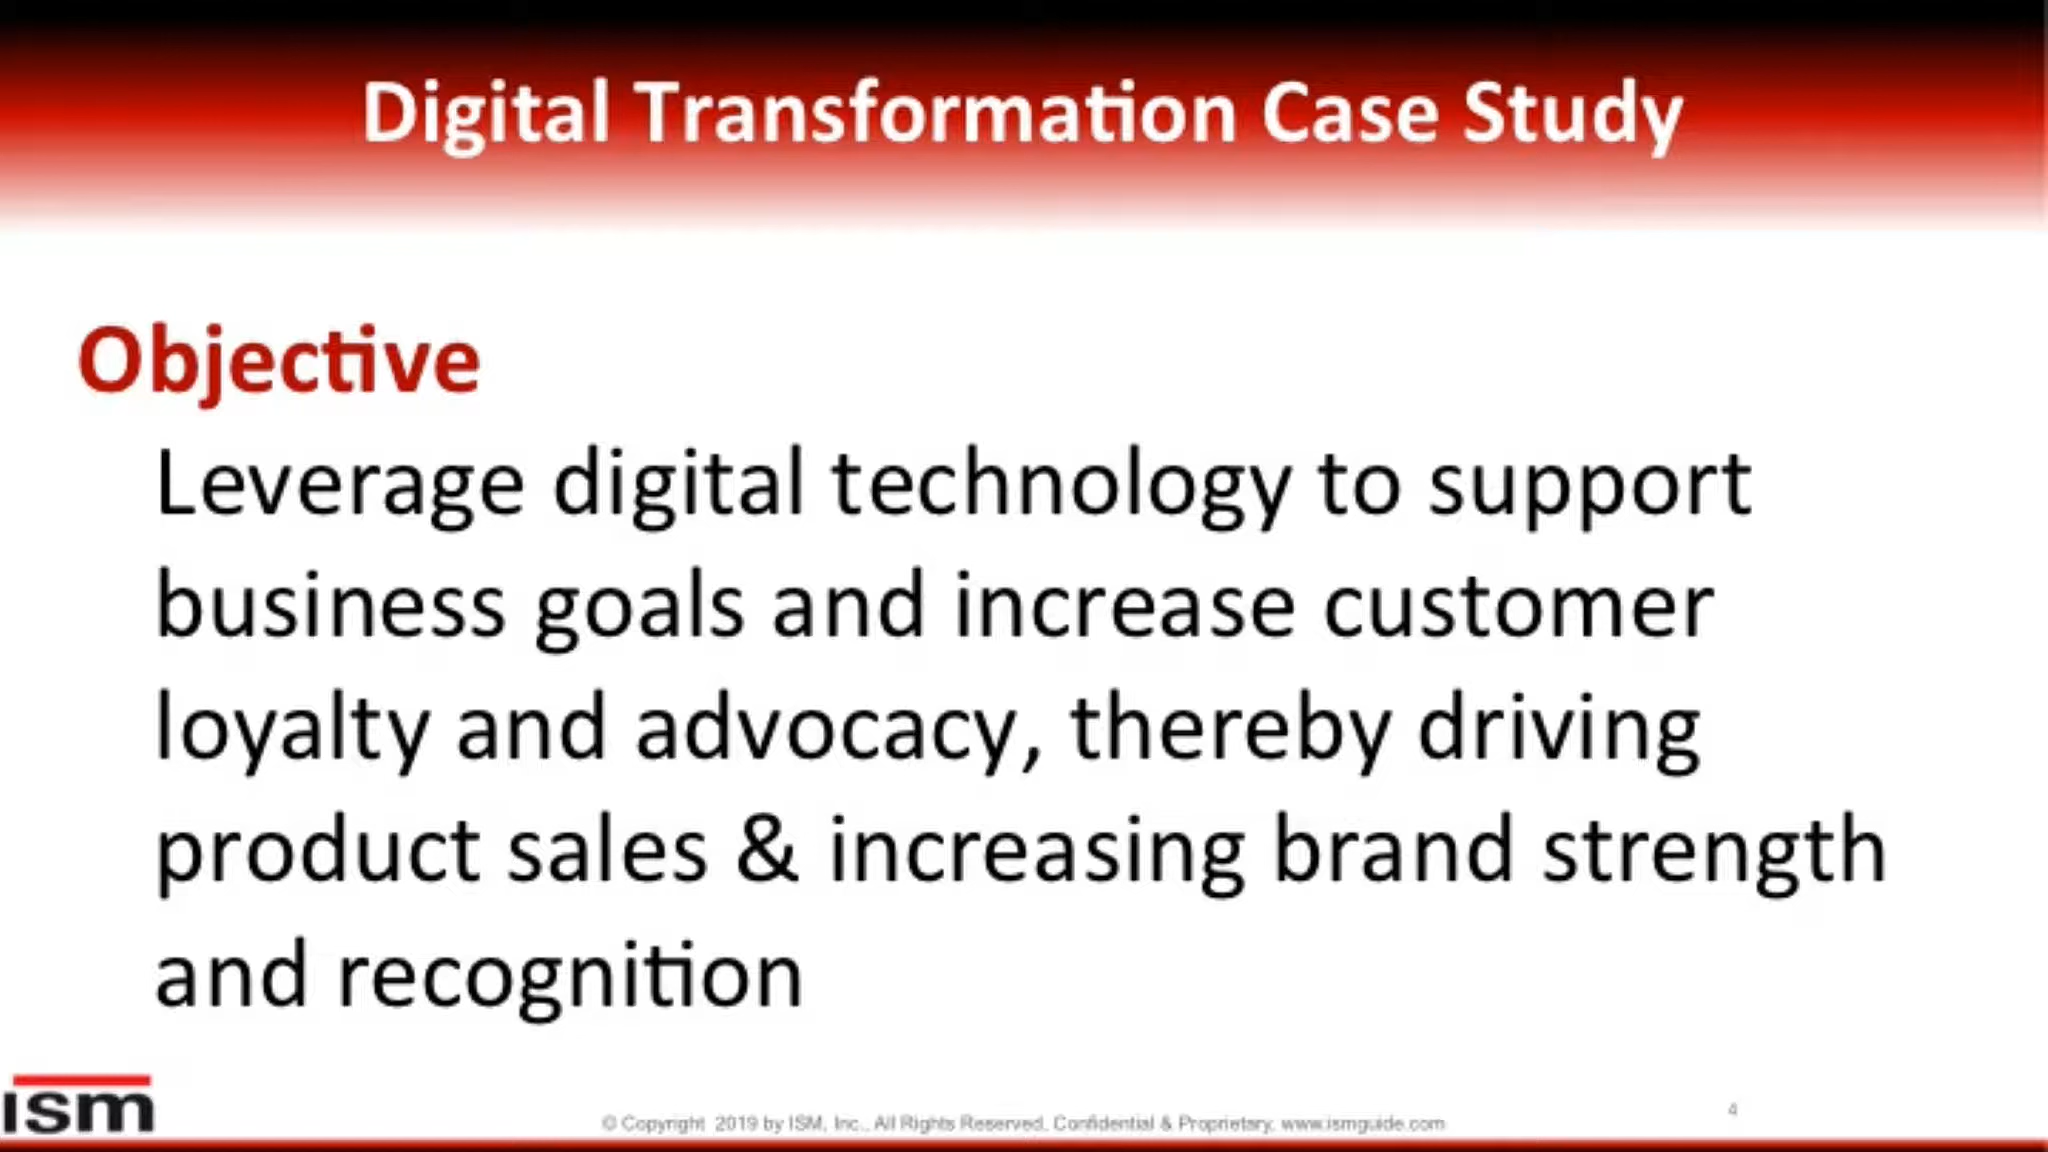 Digital Transformation Case Study
Objective
Leverage digital technology to support
business goals and increase customer
loyalty and advocacy, thereby driving
product sales & increasing brand strength
and recognition
ism
© Copyright 2019 by ISM, Inc., All Rights Reserved, Confidential & Proprietary, www.ismguide.com
4